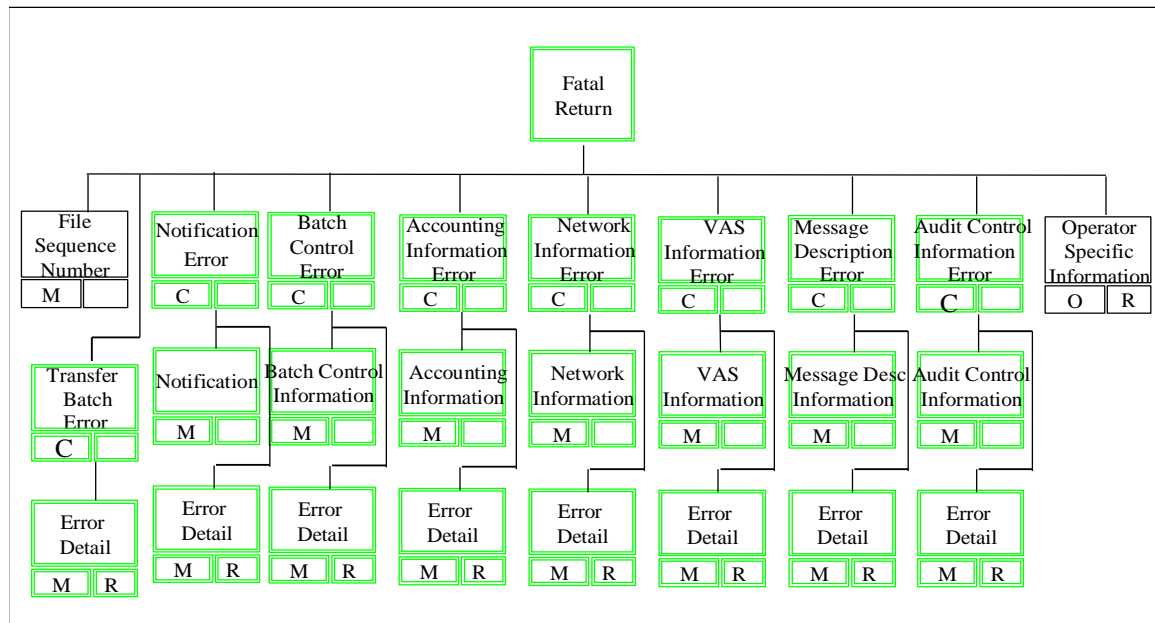 Fatal
Return
File
Sequence
Number
M
Notification
Error
C
Batch
Control
Error
C
Accounting
Information
Error
C
Network
Information
Error
C
VAS
Information
Error
C
Message
Description
Error
C
Audit Control
Information
Error
C
Operator
Specific
Information
O R
Transfer
Batch
Error
C
Notification
M
Batch Control
Information
M
Accounting
Information
M
Network
Information
M
VAS
Information
M
Message Desc
Information
M
Audit Control
Information
M
Error
Detail
M R
Error
Detail
M R
Error
Detail
M R
Error
Detail
M R
Error
Detail
M R
Error
Detail
M R
Error
Detail
M R
Error
Detail
M R